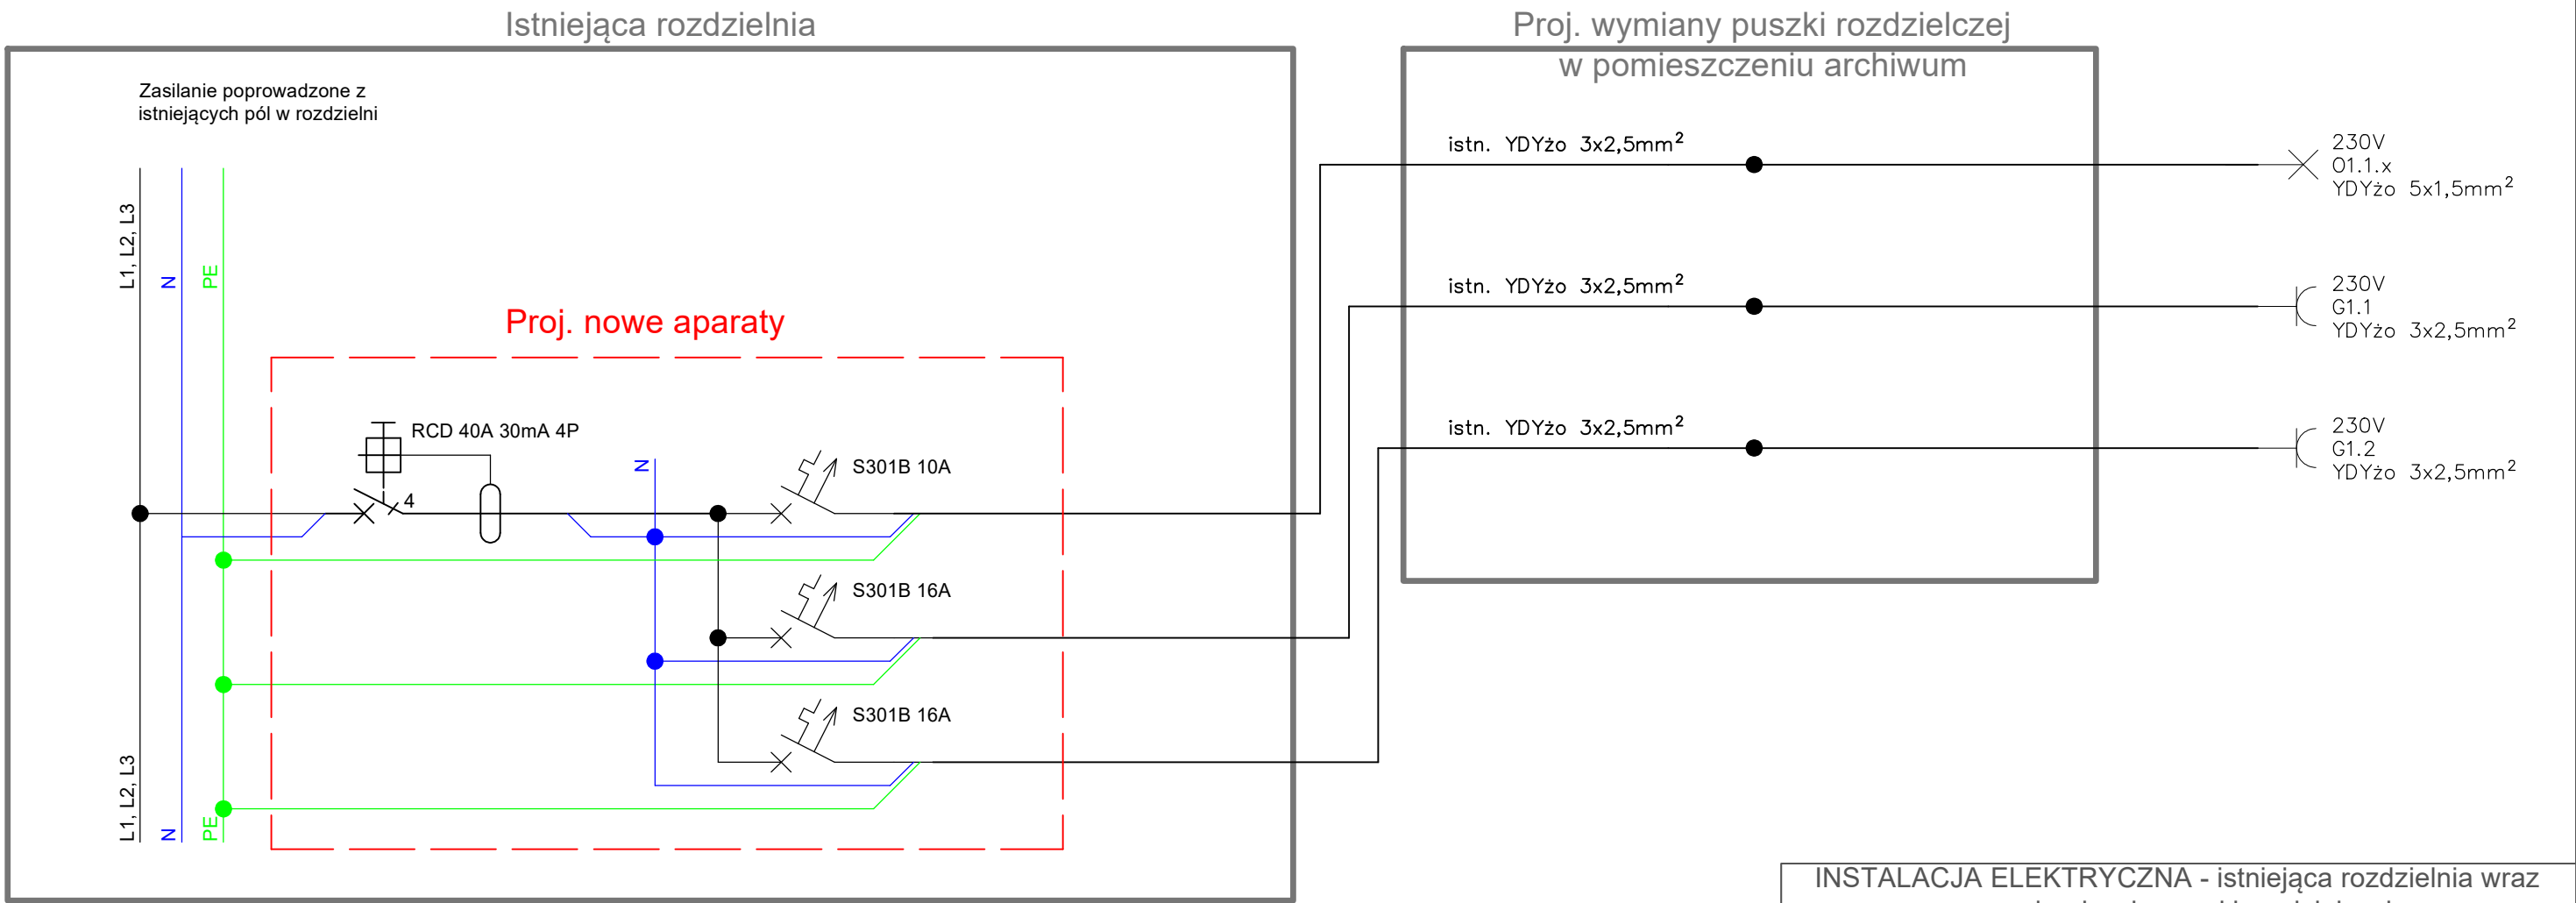 Istniejąca rozdzielnia
Proj. wymiany puszki rozdzielczej
w pomieszczeniu archiwum
Zasilanie poprowadzone z
istniejących pól w rozdzielni
L1, L2, L3
N
PE
Proj. nowe aparaty
RCD 40A 30mA 4P
4
N
S301B 10A
S301B 16A
S301B 16A
L1, L2, L3
N
PE
istn. YDYżo 3x2,5mm²
istn. YDYżo 3x2,5mm²
istn. YDYżo 3x2,5mm²
230V
O1.1.x
YDYżo 5x1,5mm²
230V
G1.1
YDYżo 3x2,5mm²
230V
G1.2
YDYżo 3x2,5mm²
INSTALACJA ELEKTRYCZNA - istniejąca rozdzielnia wraz